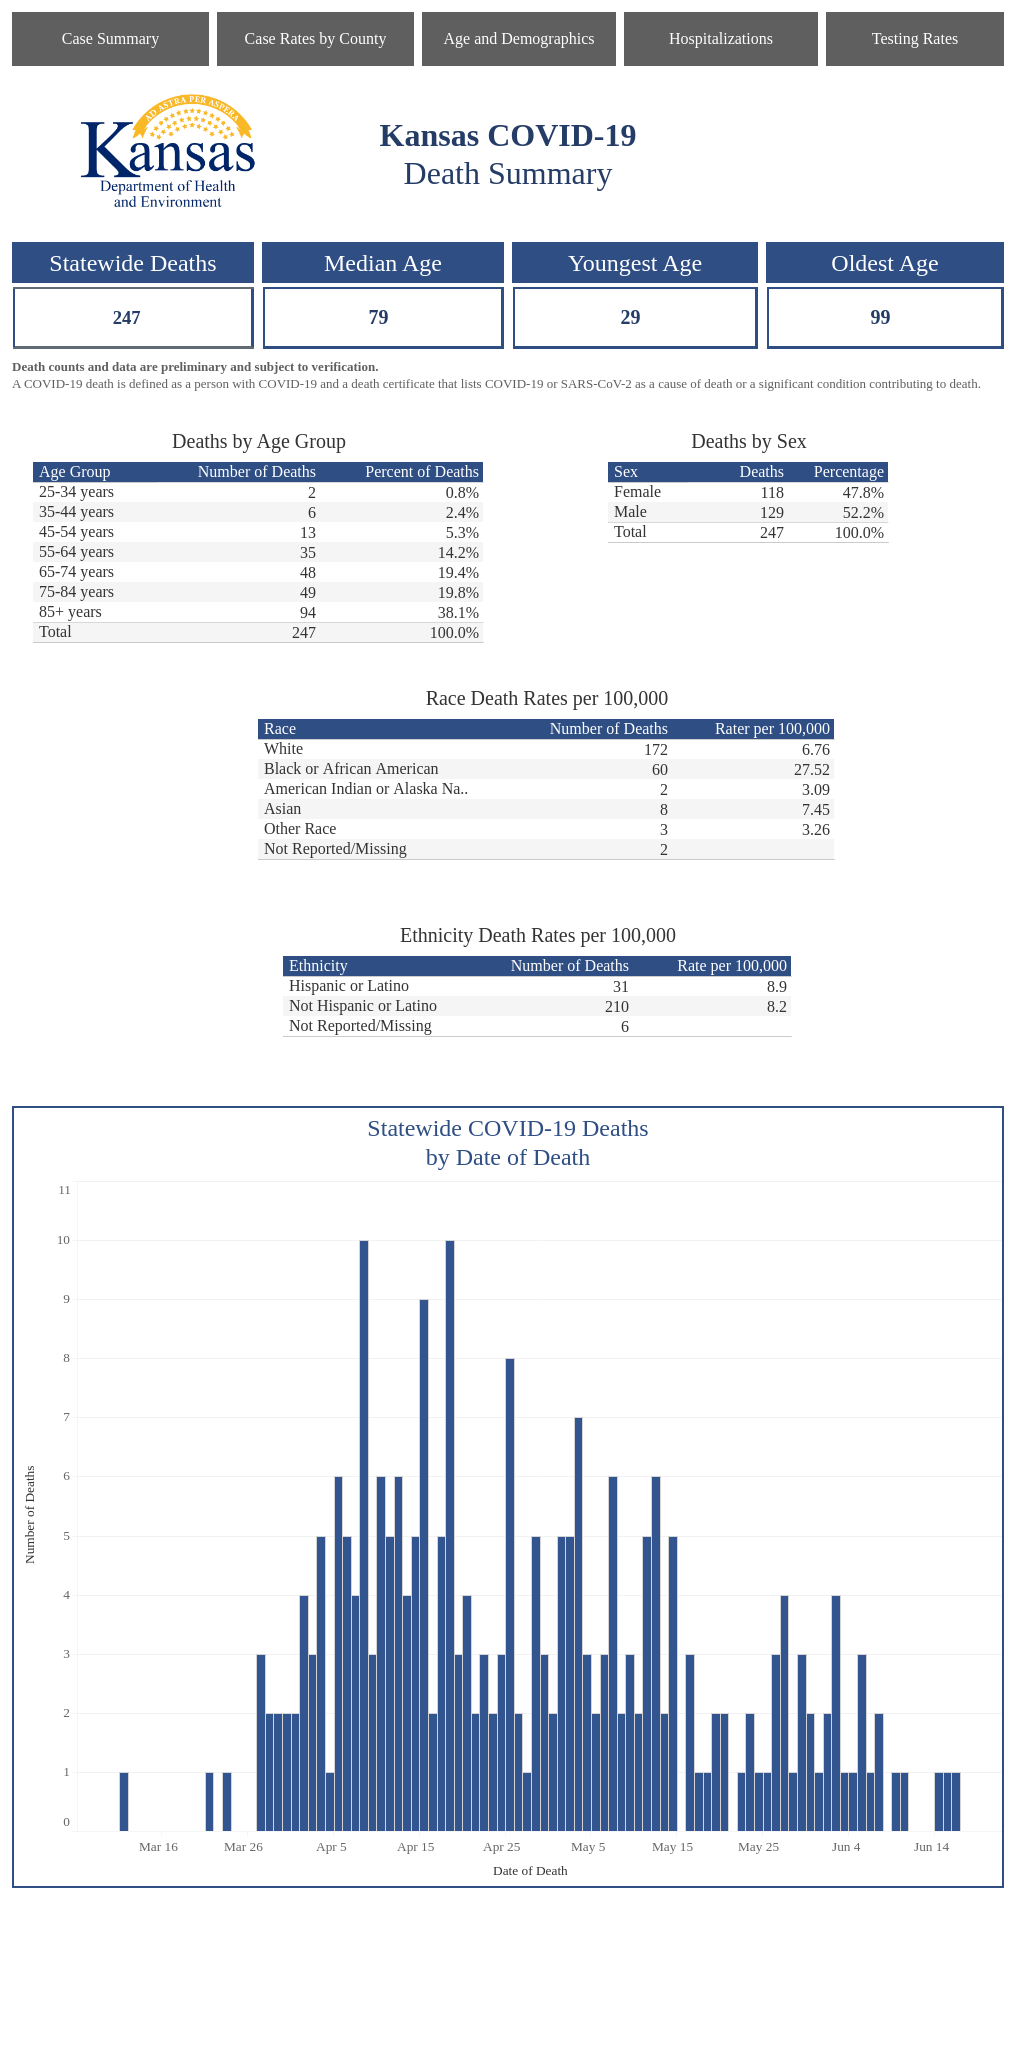 Case Summary Case Rates by County Age and Demographics Hospitalizations Testing Rates
AD ASTRA PER ASPERA
Kansas
Department of Health
and Environment
Kansas COVID-19
Death Summary
Statewide Deaths Median Age Youngest Age Oldest Age
247 79 29 99
Death counts and data are preliminary and subject to verification.
A COVID-19 death is defined as a person with COVID-19 and a death certificate that lists COVID-19 or SARS-CoV-2 as a cause of death or a significant condition contributing to death.
Deaths by Age Group
Age Group Number of Deaths Percent of Deaths
25-34 years 2 0.8%
35-44 years 6 2.4%
45-54 years 13 5.3%
55-64 years 35 14.2%
65-74 years 48 19.4%
75-84 years 49 19.8%
85+ years 94 38.1%
Total 247 100.0%
Deaths by Sex
Sex Deaths Percentage
Female 118 47.8%
Male 129 52.2%
Total 247 100.0%
Race Death Rates per 100,000
Race Number of Deaths Rater per 100,000
White 172 6.76
Black or African American 60 27.52
American Indian or Alaska Na.. 2 3.09
Asian 8 7.45
Other Race 3 3.26
Not Reported/Missing 2
Ethnicity Death Rates per 100,000
Ethnicity Number of Deaths Rate per 100,000
Hispanic or Latino 31 8.9
Not Hispanic or Latino 210 8.2
Not Reported/Missing 6
Statewide COVID-19 Deaths
by Date of Death
11
10
9
8
7
6
5
4
3
2
1
0
Number of Deaths
Mar 16 Mar 26 Apr 5 Apr 15 Apr 25 May 5 May 15 May 25 Jun 4 Jun 14
Date of Death